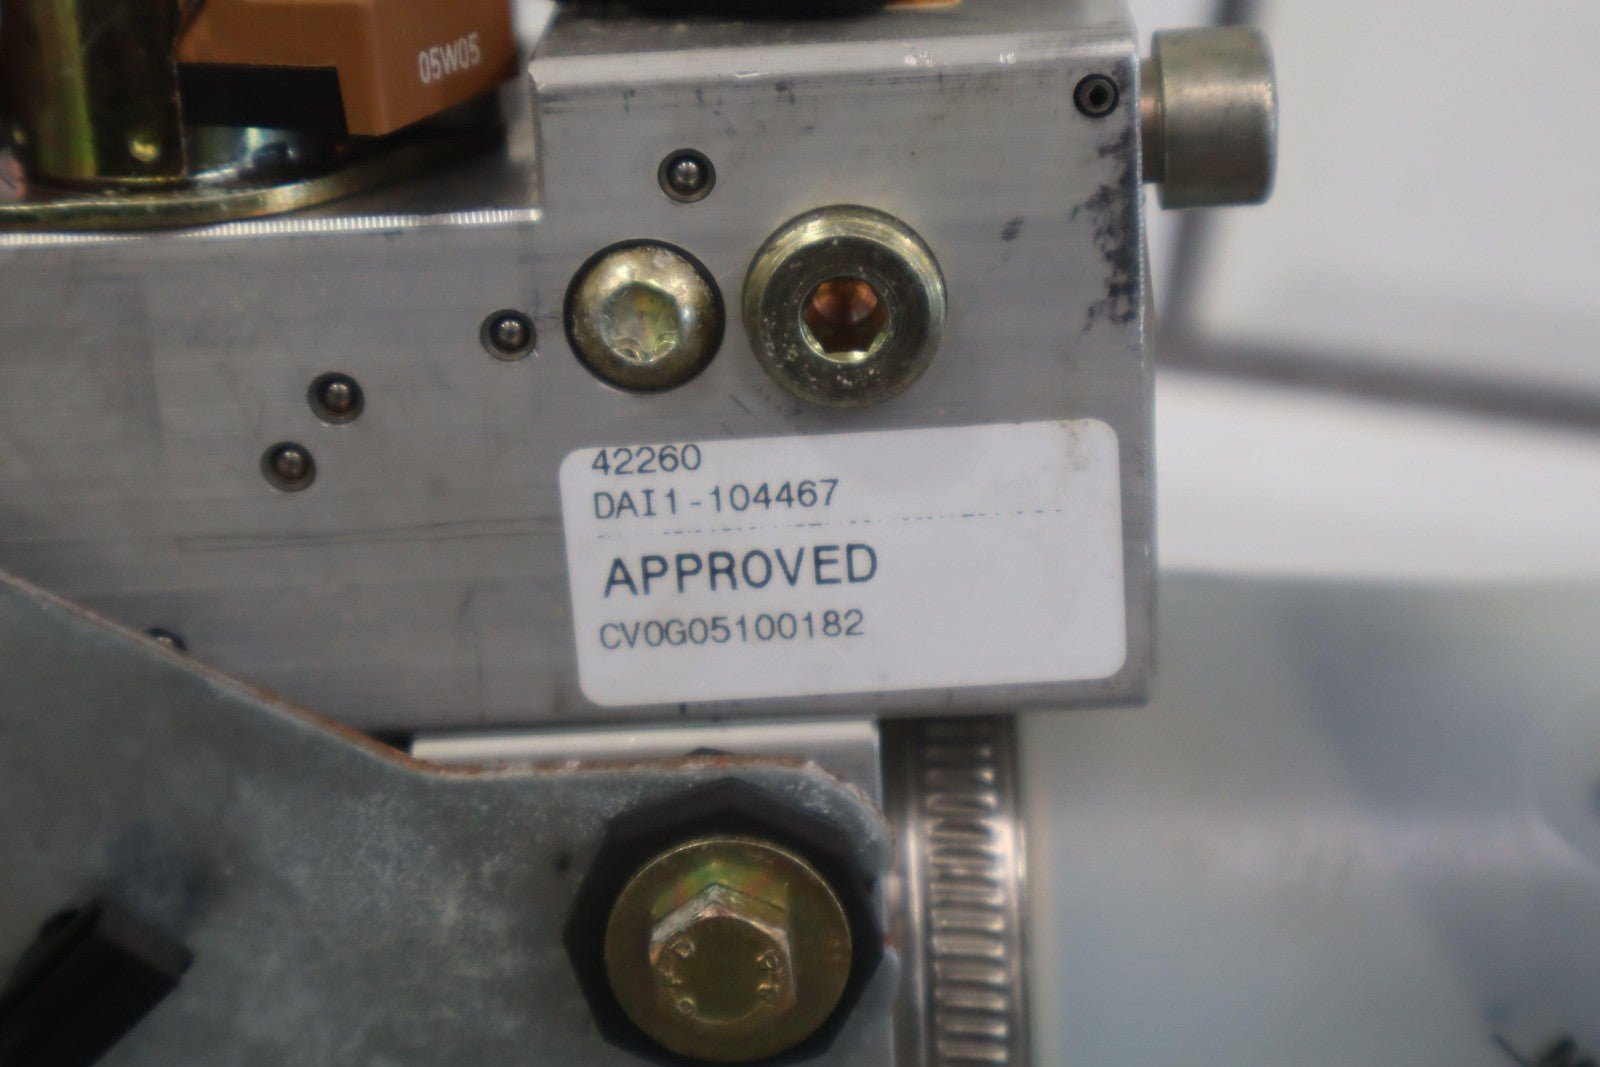 05W05
42260
DAI1-104467
APPROVED
CV0G05100182